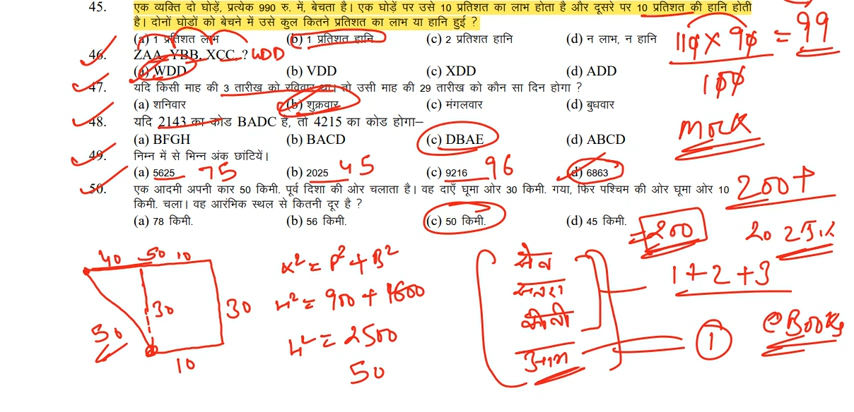 45. एक व्यक्ति दो घोड़े, प्रत्येक 990 रु. में, बेचता है। एक घोड़े पर उसे 10 प्रतिशत का लाभ होता है और दूसरे पर 10 प्रतिशत की हानि होती
है। दोनों घोडों को बेचने में उसे कुल कितने प्रतिशत का लाभ या हानि हुई ?
(a) 1 प्रतिशत लाभ (b) 1 प्रतिशत हानि (c) 2 प्रतिशत हानि (d) न लाभ, न हानि
110 × 90 = 99
100
46. ZAA, YBB, XCC, ? WDD
(a) WDD (b) VDD (c) XDD (d) ADD
47. यदि किसी माह की 3 तारीख को रविवार था। तो उसी माह की 29 तारीख को कौन सा दिन होगा ?
(a) शनिवार (b) शुक्रवार (c) मंगलवार (d) बुधवार
48. यदि 2143 का कोड BADC है, तो 4215 का कोड होगा–
(a) BFGH (b) BACD (c) DBAE (d) ABCD
Mock
49. निम्न में से भिन्न अंक छांटियें।
(a) 5625 75 (b) 2025 45 (c) 9216 96 (d) 6863
50. एक आदमी अपनी कार 50 किमी. पूर्व दिशा की ओर चलाता है। वह दाएँ घूमा ओर 30 किमी. गया, फिर पश्चिम की ओर घूमा ओर 10
किमी. चला। वह आरंभिक स्थल से कितनी दूर है ?
(a) 78 किमी. (b) 56 किमी. (c) 50 किमी. (d) 45 किमी.
200+
=200
40 50 10
30 30
50
10
H² = P² + B²
H² = 900 + 1600
H² = 2500
50
सेब
आम
1+2+3
1
eBooks